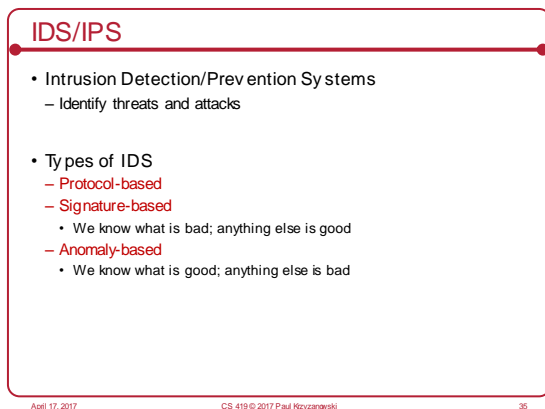 IDS/IPS
• Intrusion Detection/Prevention Systems
– Identify threats and attacks
• Types of IDS
– Protocol-based
– Signature-based
• We know what is bad; anything else is good
– Anomaly-based
• We know what is good; anything else is bad
April 17, 2017
CS 419 © 2017 Paul Krzyzanowski
35